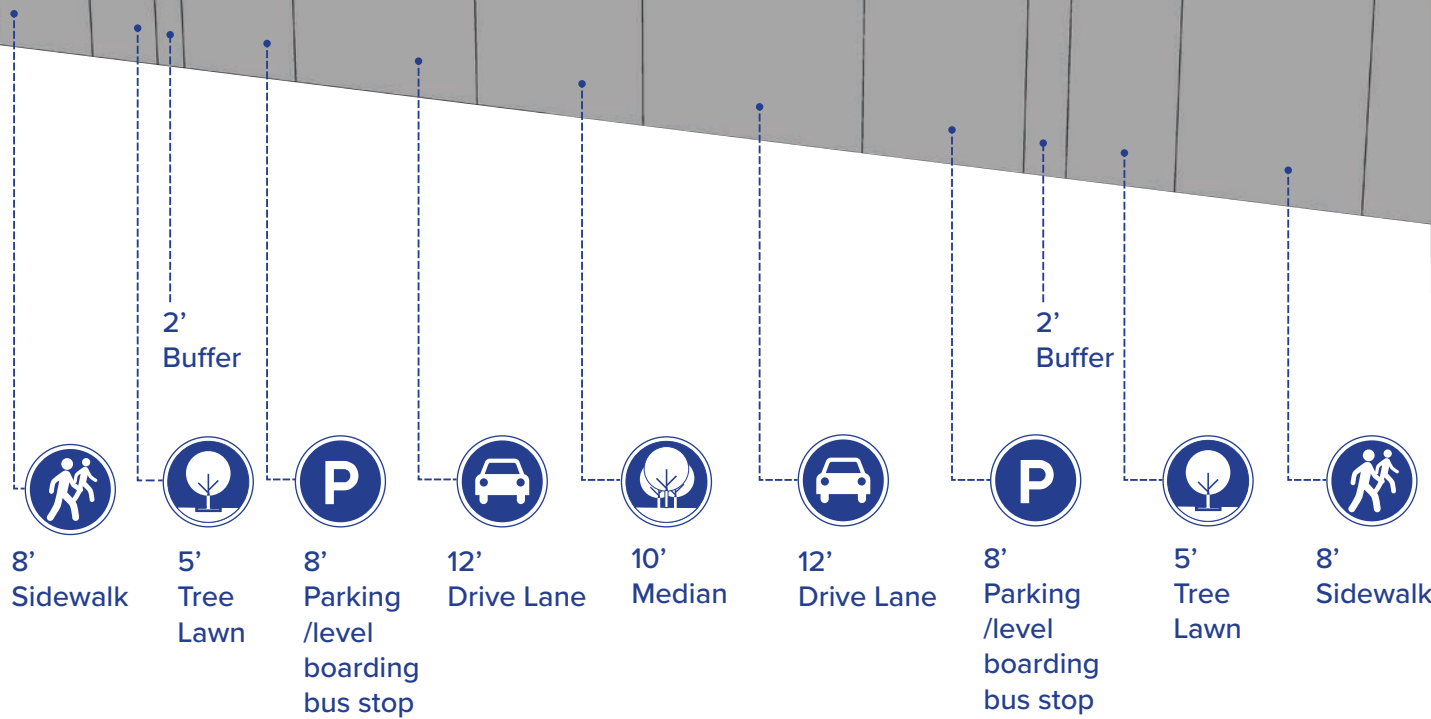 2’
Buffer
2’
Buffer
8’
Sidewalk
5’
Tree
Lawn
P
8’
Parking
/level
boarding
bus stop
12’
Drive Lane
10’
Median
12’
Drive Lane
P
8’
Parking
/level
boarding
bus stop
5’
Tree
Lawn
8’
Sidewalk